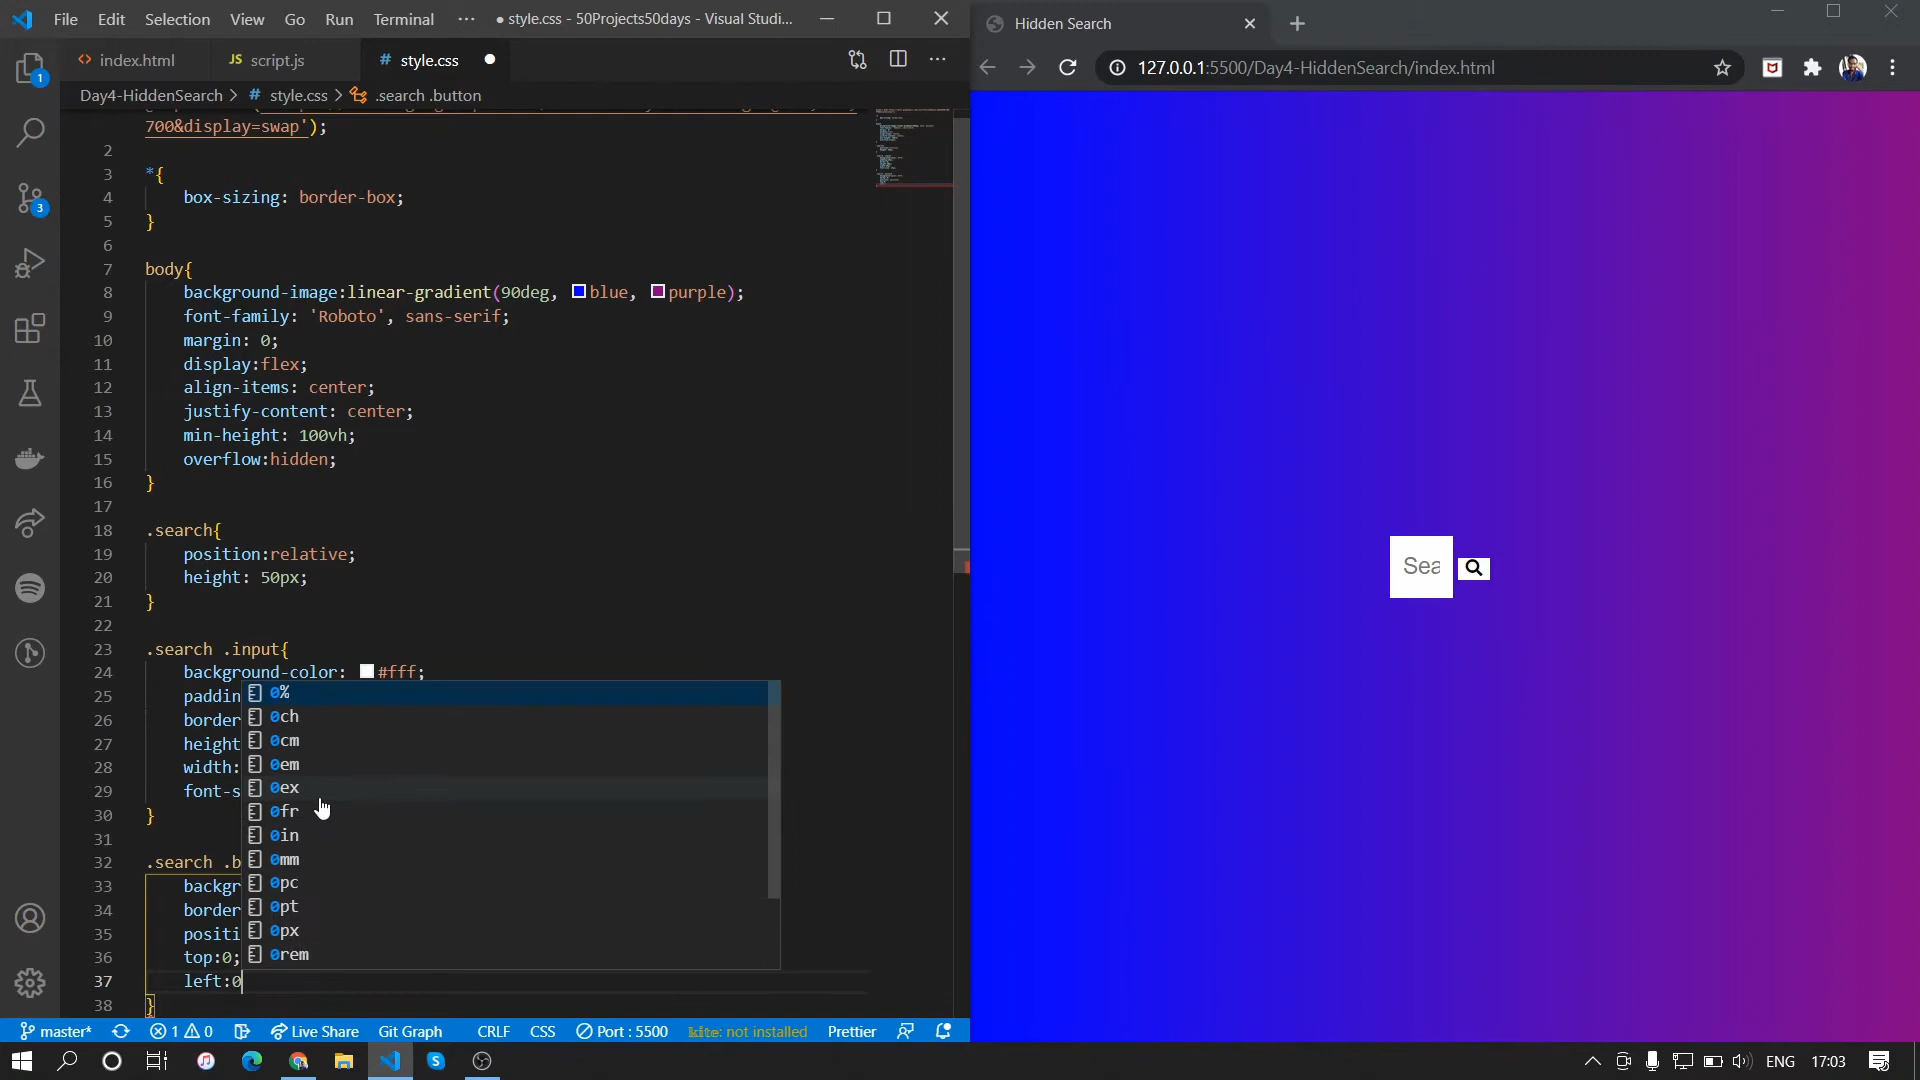 File Edit Selection View Go Run Terminal ··· ● style.css - 50Projects50days - Visual Studi...
index.html JS script.js # style.css ●
Day4-HiddenSearch > # style.css > .search .button
700&display=swap');
2
3 *{
4 box-sizing: border-box;
5 }
6
7 body{
8 background-image:linear-gradient(90deg, blue, purple);
9 font-family: 'Roboto', sans-serif;
10 margin: 0;
11 display:flex;
12 align-items: center;
13 justify-content: center;
14 min-height: 100vh;
15 overflow:hidden;
16 }
17
18 .search{
19 position:relative;
20 height: 50px;
21 }
22
23 .search .input{
24 background-color: #fff;
25 paddin
26 border
27 height
28 width:
29 font-s
30 }
31
32 .search .b
33 backgr
34 border
35 positi
36 top:0;
37 left:0
38 }
0%
0ch
0cm
0em
0ex
0fr
0in
0mm
0pc
0pt
0px
0rem
1
3
master* 1 0 Live Share Git Graph CRLF CSS Port : 5500 kite: not installed Prettier
Hidden Search
127.0.0.1:5500/Day4-HiddenSearch/index.html
Sea
ENG 17:03